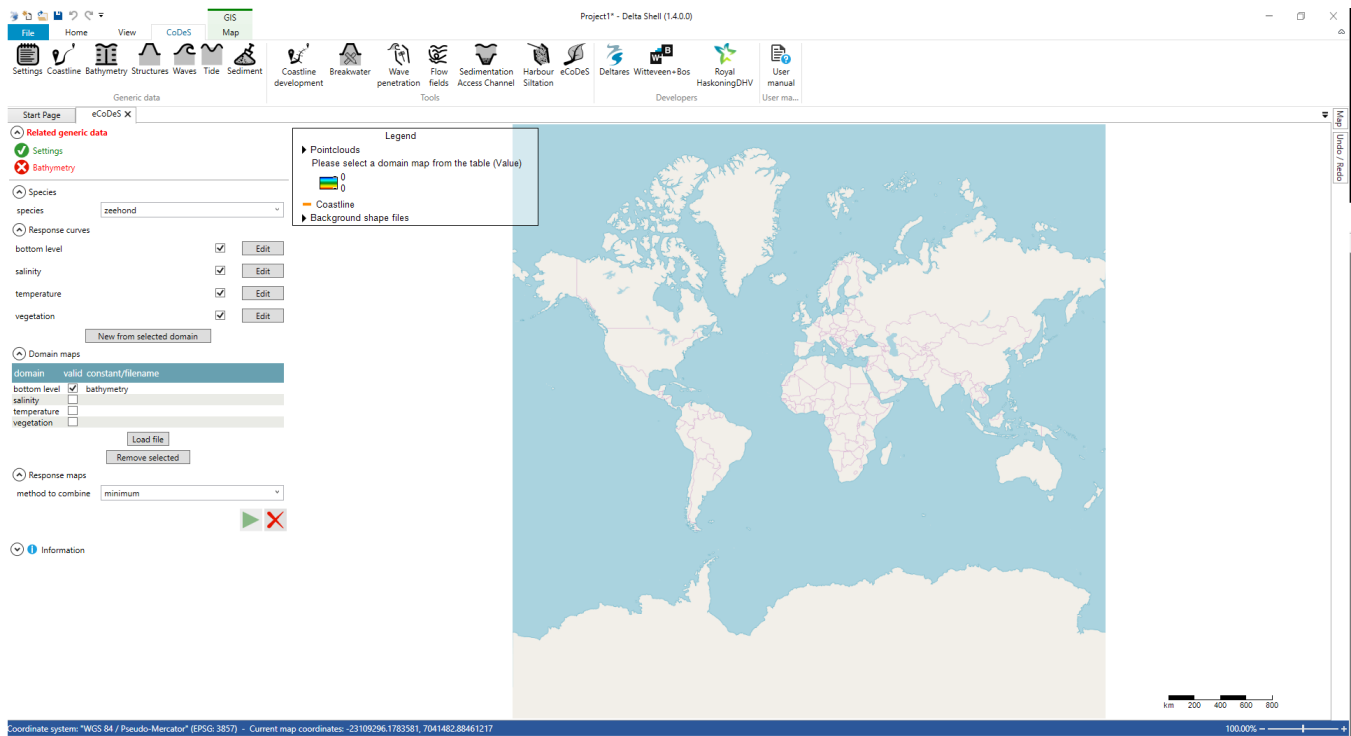 Project1* - Delta Shell (1.4.0.0)
GIS
File Home View CoDeS Map
Settings Coastline Bathymetry Structures Waves Tide Sediment
Generic data
Coastline development Breakwater Wave penetration Flow fields Sedimentation Access Channel Harbour Siltation eCoDeS
Tools
Deltares Witteveen+Bos Royal HaskoningDHV
Developers
User manual
User ma...
Start Page eCoDeS
Map
Undo / Redo
Related generic data
Settings
Bathymetry
Species
species zeehond
Response curves
bottom level Edit
salinity Edit
temperature Edit
vegetation Edit
New from selected domain
Domain maps
domain valid constant/filename
bottom level bathymetry
salinity
temperature
vegetation
Load file
Remove selected
Response maps
method to combine minimum
Information
Legend
Pointclouds
Please select a domain map from the table (Value)
0
0
Coastline
Background shape files
km 200 400 600 800
Coordinate system: "WGS 84 / Pseudo-Mercator" (EPSG: 3857) - Current map coordinates: -23109296.1783581, 7041482.88461217
100.00%